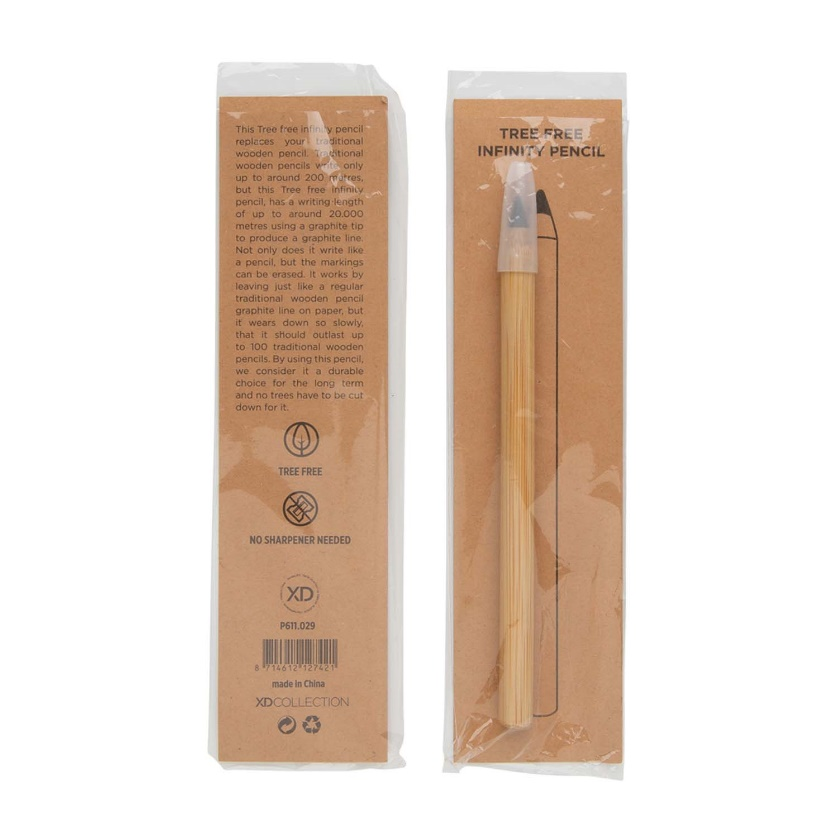 This Tree free infinity pencil
replaces your traditional
wooden pencil. Traditional
wooden pencils write only
up to around 200 metres,
but this Tree free infinity
pencil, has a writing length
of up to around 20.000
metres using a graphite tip
to produce a graphite line.
Not only does it write like
a pencil, but the markings
can be erased. It works by
leaving just like a regular
traditional wooden pencil
graphite line on paper, but
it wears down so slowly,
that it should outlast up
to 100 traditional wooden
pencils. By using this pencil,
we consider it a durable
choice for the long term
and no trees have to be cut
down for it.
TREE FREE
NO SHARPENER NEEDED
XD
P611.029
8 714612 127421
made in China
XDCOLLECTION
TREE FREE
INFINITY PENCIL